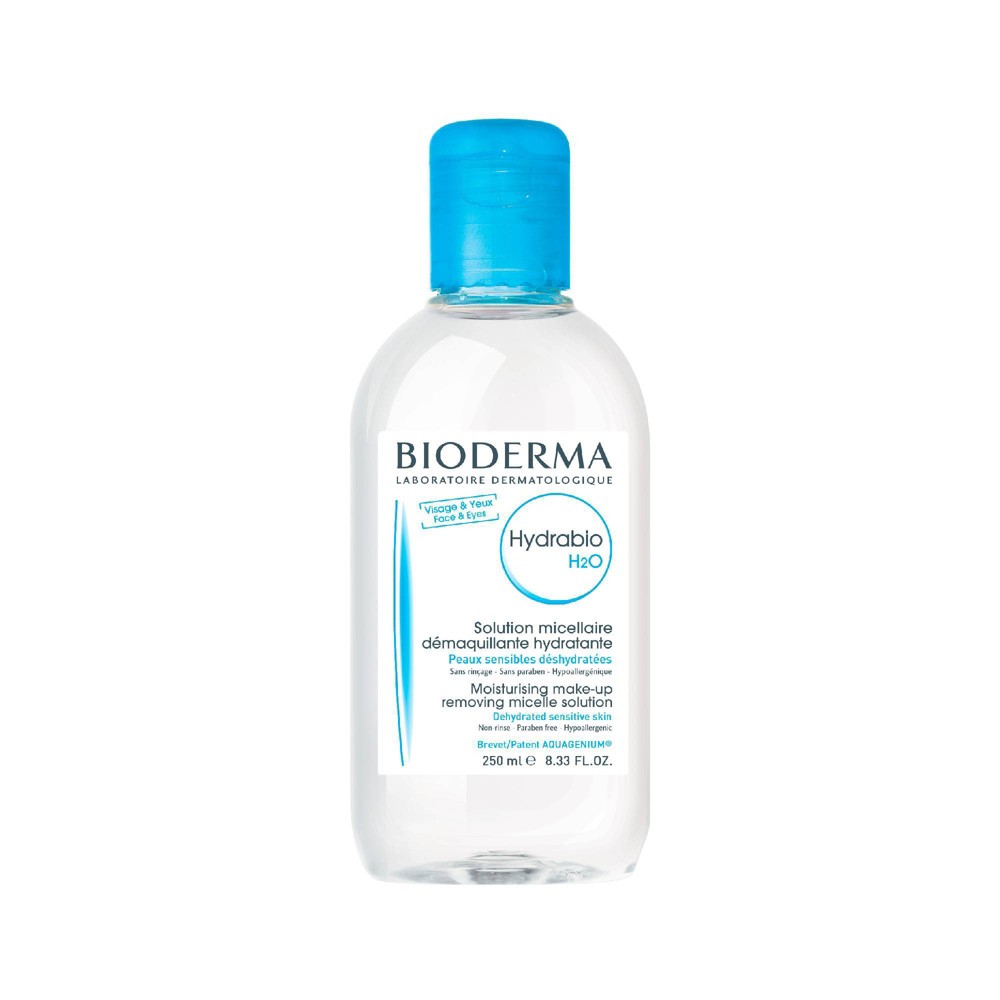 BIODERMA
LABORATOIRE DERMATOLOGIQUE
Visage & Yeux
Face & Eyes
Hydrabio
H2O
Solution micellaire
démaquillante hydratante
Peaux sensibles déshydratées
Sans rinçage - Sans paraben - Hypoallergénique
Moisturising make-up
removing micelle solution
Dehydrated sensitive skin
Non-rinse - Paraben free - Hypoallergenic
Brevet/Patent AQUAGENIUM®
250 ml ℮ 8.33 FL.OZ.